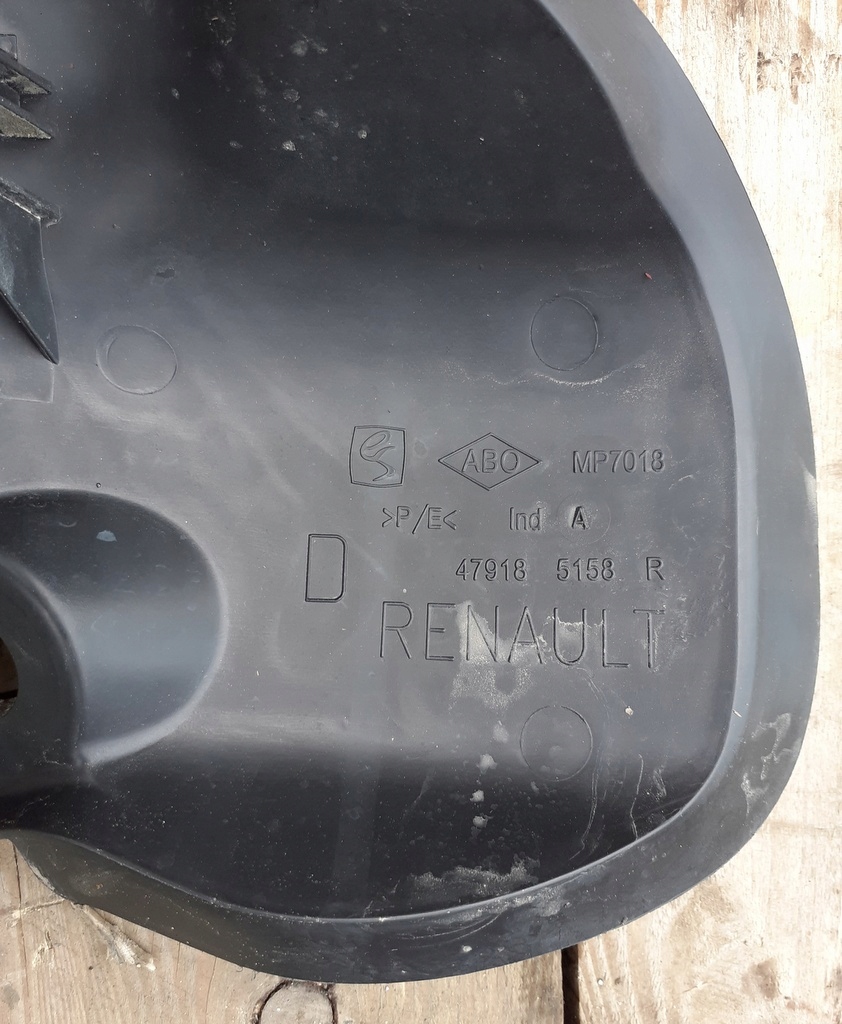 ABO MP7018
>P/E< Ind A
D
47918 5158 R
RENAULT